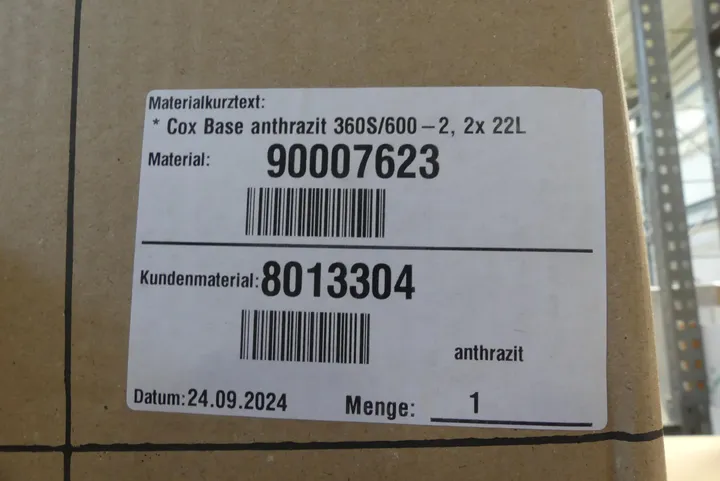 Materialkurztext:
* Cox Base anthrazit 360S/600-2, 2x 22L
Material: 90007623
Kundenmaterial: 8013304
anthrazit
Datum: 24.09.2024 Menge: 1